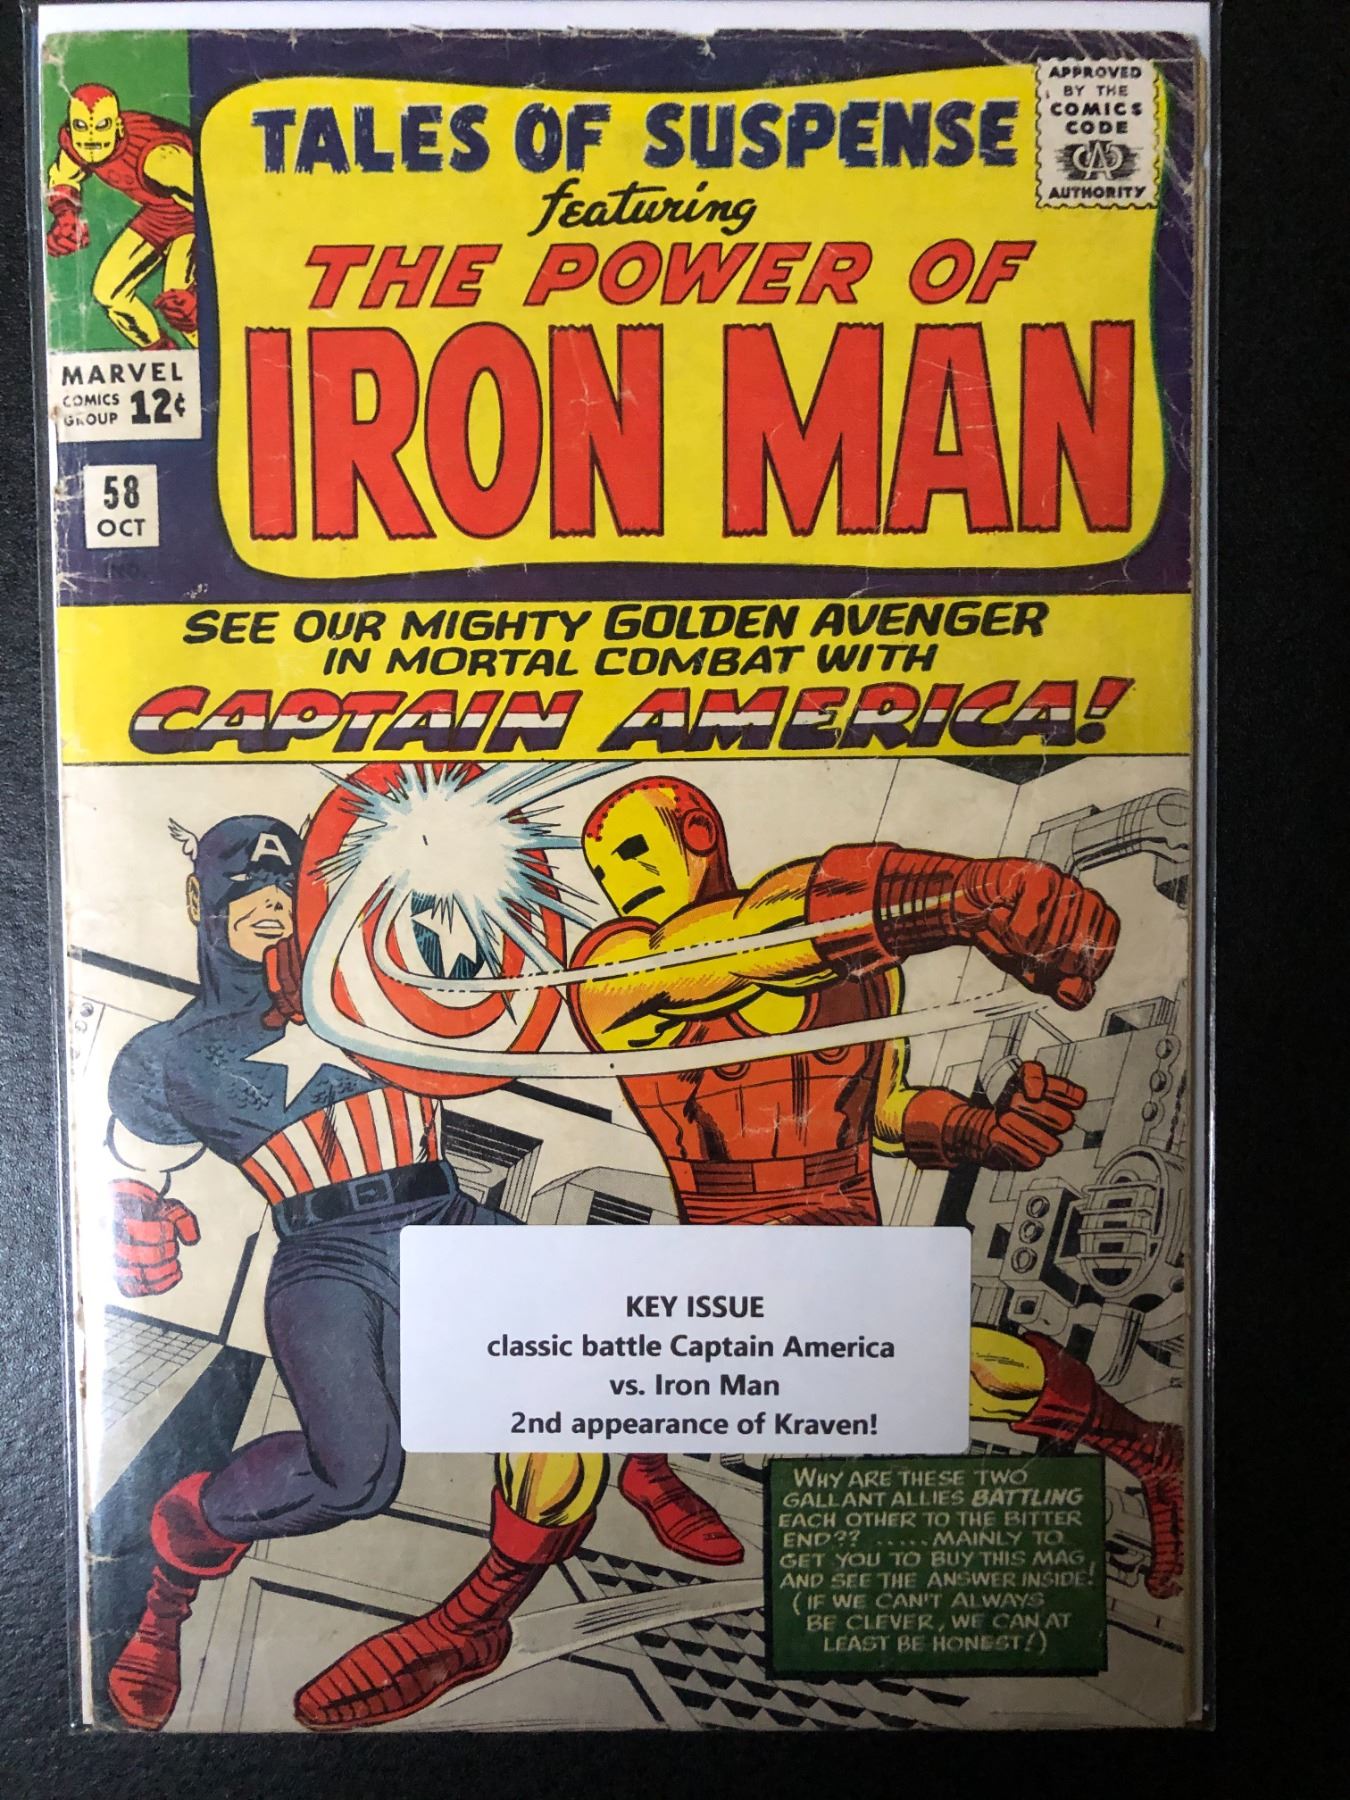 TALES OF SUSPENSE
featuring
THE POWER OF
IRON MAN
APPROVED
BY THE
COMICS
CODE
CA
AUTHORITY
MARVEL
COMICS
GROUP 12¢
58
OCT
IND.
SEE OUR MIGHTY GOLDEN AVENGER
IN MORTAL COMBAT WITH
CAPTAIN AMERICA!
A
KEY ISSUE
classic battle Captain America
vs. Iron Man
2nd appearance of Kraven!
WHY ARE THESE TWO
GALLANT ALLIES BATTLING
EACH OTHER TO THE BITTER
END?? ..... MAINLY TO
GET YOU TO BUY THIS MAG
AND SEE THE ANSWER INSIDE!
(IF WE CAN'T ALWAYS
BE CLEVER, WE CAN AT
LEAST BE HONEST!)